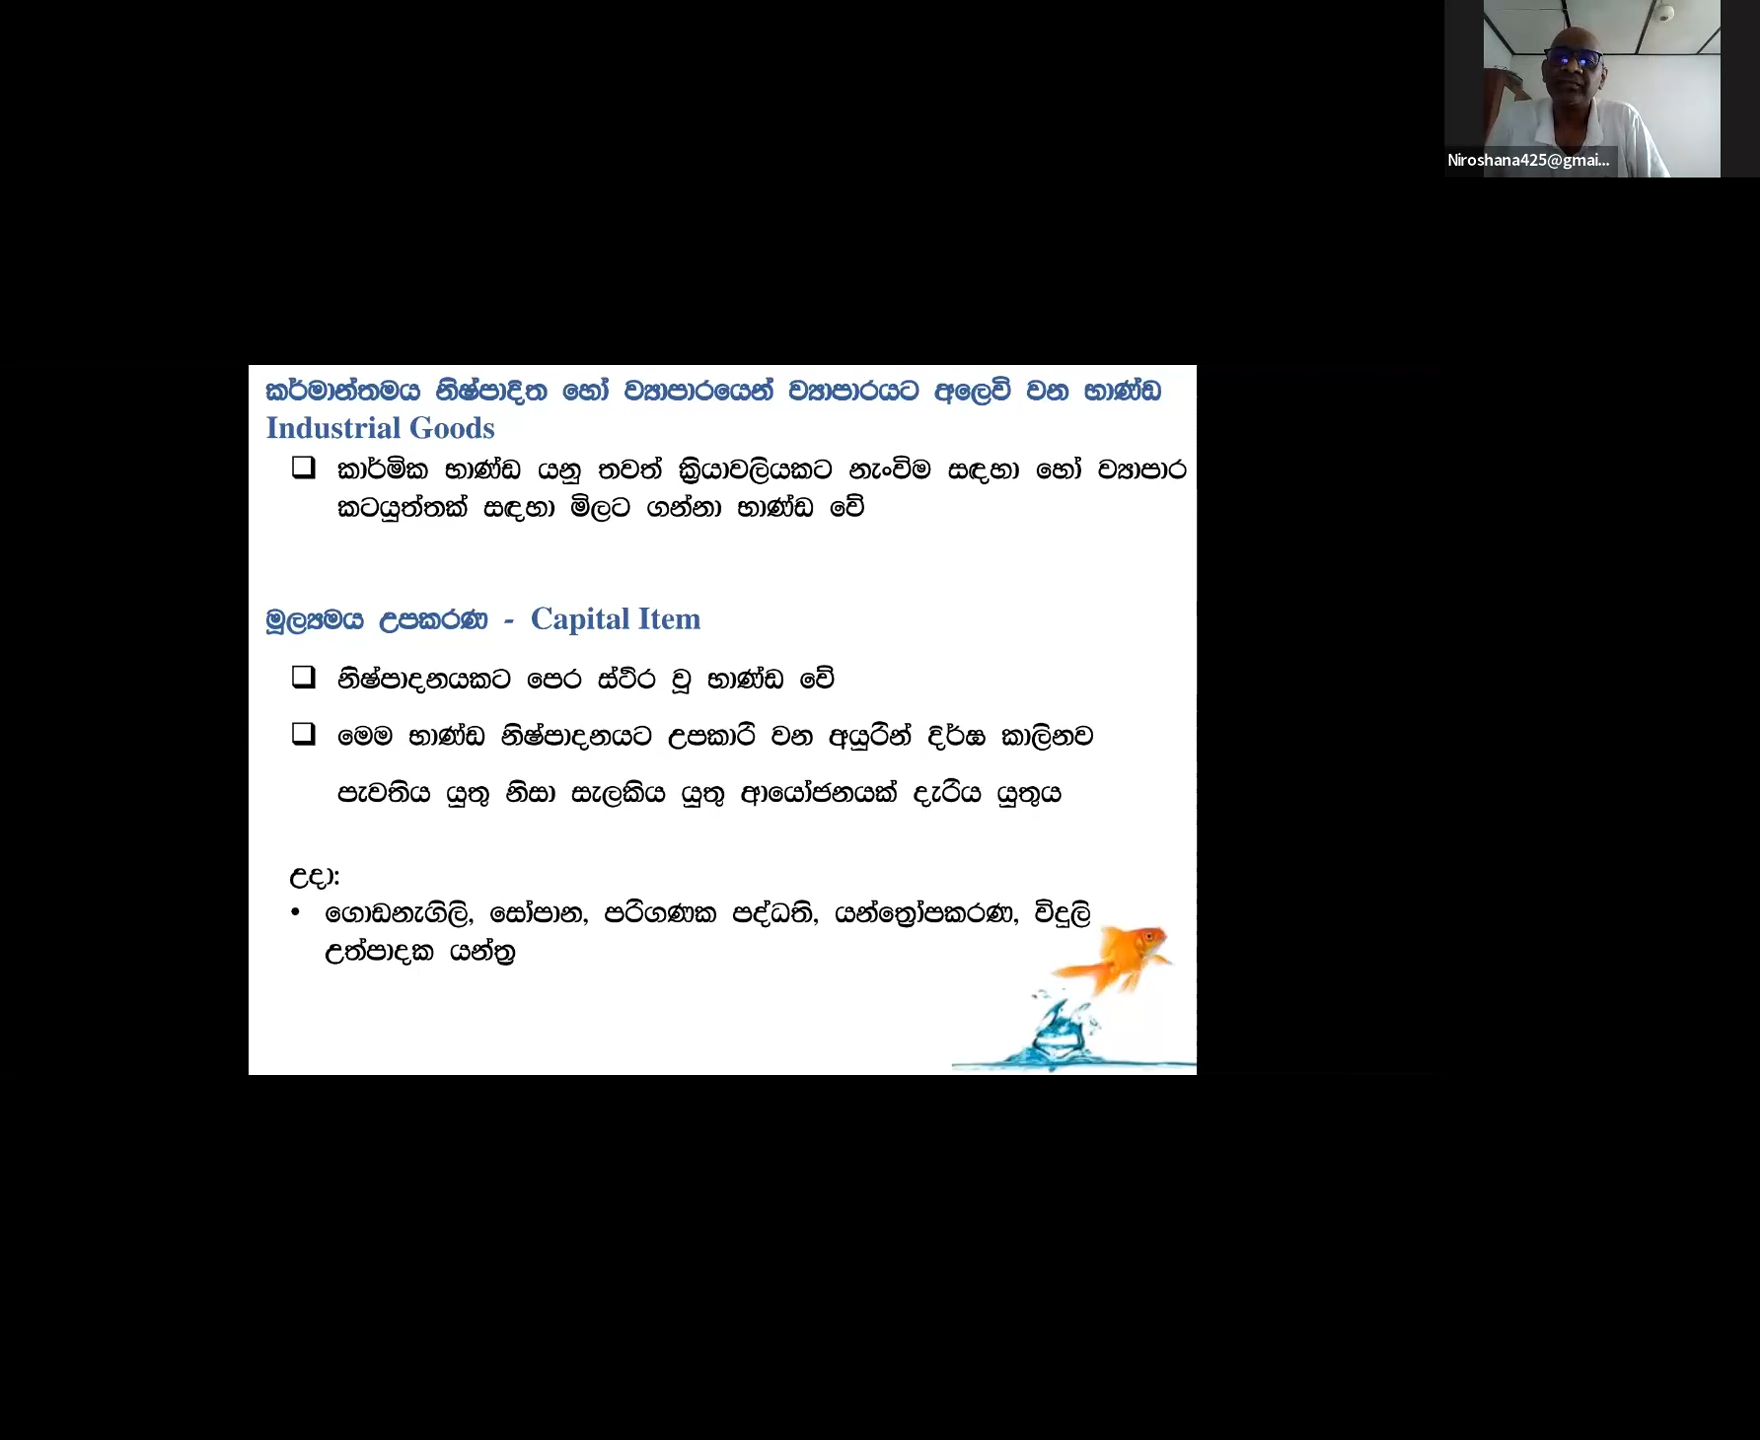 Niroshana425@gmai...
කර්මාන්තමය නිෂ්පාදිත හෝ ව්‍යාපාරයෙන් ව්‍යාපාරයට අලෙවි වන භාණ්ඩ
Industrial Goods
❑ කාර්මික භාණ්ඩ යනු තවත් ක්‍රියාවලියකට නැංවිම සඳහා හෝ ව්‍යාපාර
කටයුත්තක් සඳහා මිලට ගන්නා භාණ්ඩ වේ
මූල්‍යමය උපකරණ - Capital Item
❑ නිෂ්පාදනයකට පෙර ස්ථිර වූ භාණ්ඩ වේ
❑ මෙම භාණ්ඩ නිෂ්පාදනයට උපකාරී වන අයුරින් දිර්ඝ කාලිනව
පැවතිය යුතු නිසා සැලකිය යුතු ආයෝජනයක් දැරිය යුතුය
උදා:
• ගොඩනැගිලි, සෝපාන, පරිගණක පද්ධති, යන්ත්‍රෝපකරණ, විදුලි
උත්පාදක යන්ත්‍ර